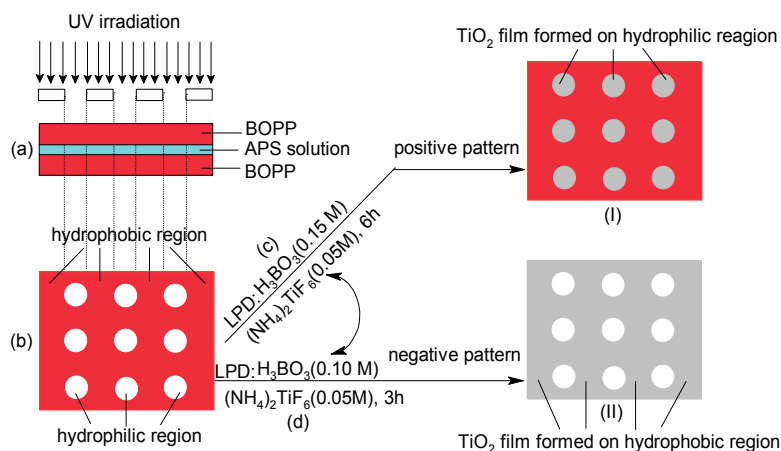 UV irradiation
(a)
BOPP
APS solution
BOPP
hydrophobic region
(b)
hydrophilic region
(c)
LPD: H₃BO₃(0.15 M)
(NH₄)₂TiF₆(0.05M), 6h
LPD: H₃BO₃(0.10 M)
(NH₄)₂TiF₆(0.05M), 3h
(d)
positive pattern
negative pattern
TiO₂ film formed on hydrophilic reagion
(I)
(II)
TiO₂ film formed on hydrophobic region